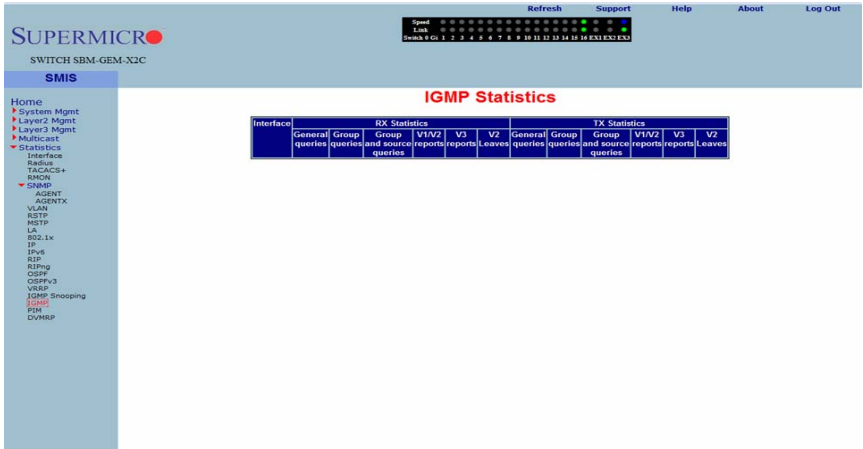 Refresh Support Help About Log Out
SUPERMICRO
Speed
Link
Switch 0 Gi 1 2 3 4 5 6 7 8 9 10 11 12 13 14 15 16 EX1 EX2 EX3
SWITCH SBM-GEM-X2C
SMIS
Home
System Mgmt
Layer2 Mgmt
Layer3 Mgmt
Multicast
Statistics
Interface
Radius
TACACS+
RMON
SNMP
AGENT
AGENTX
VLAN
RSTP
MSTP
LA
802.1x
IP
IPv6
RIP
RIPng
OSPF
OSPFv3
VRRP
IGMP Snooping
IGMP
PIM
DVMRP
IGMP Statistics
Interface RX Statistics TX Statistics
General queries Group queries Group and source queries V1/V2 reports V3 reports V2 Leaves General queries Group queries Group and source queries V1/V2 reports V3 reports V2 Leaves